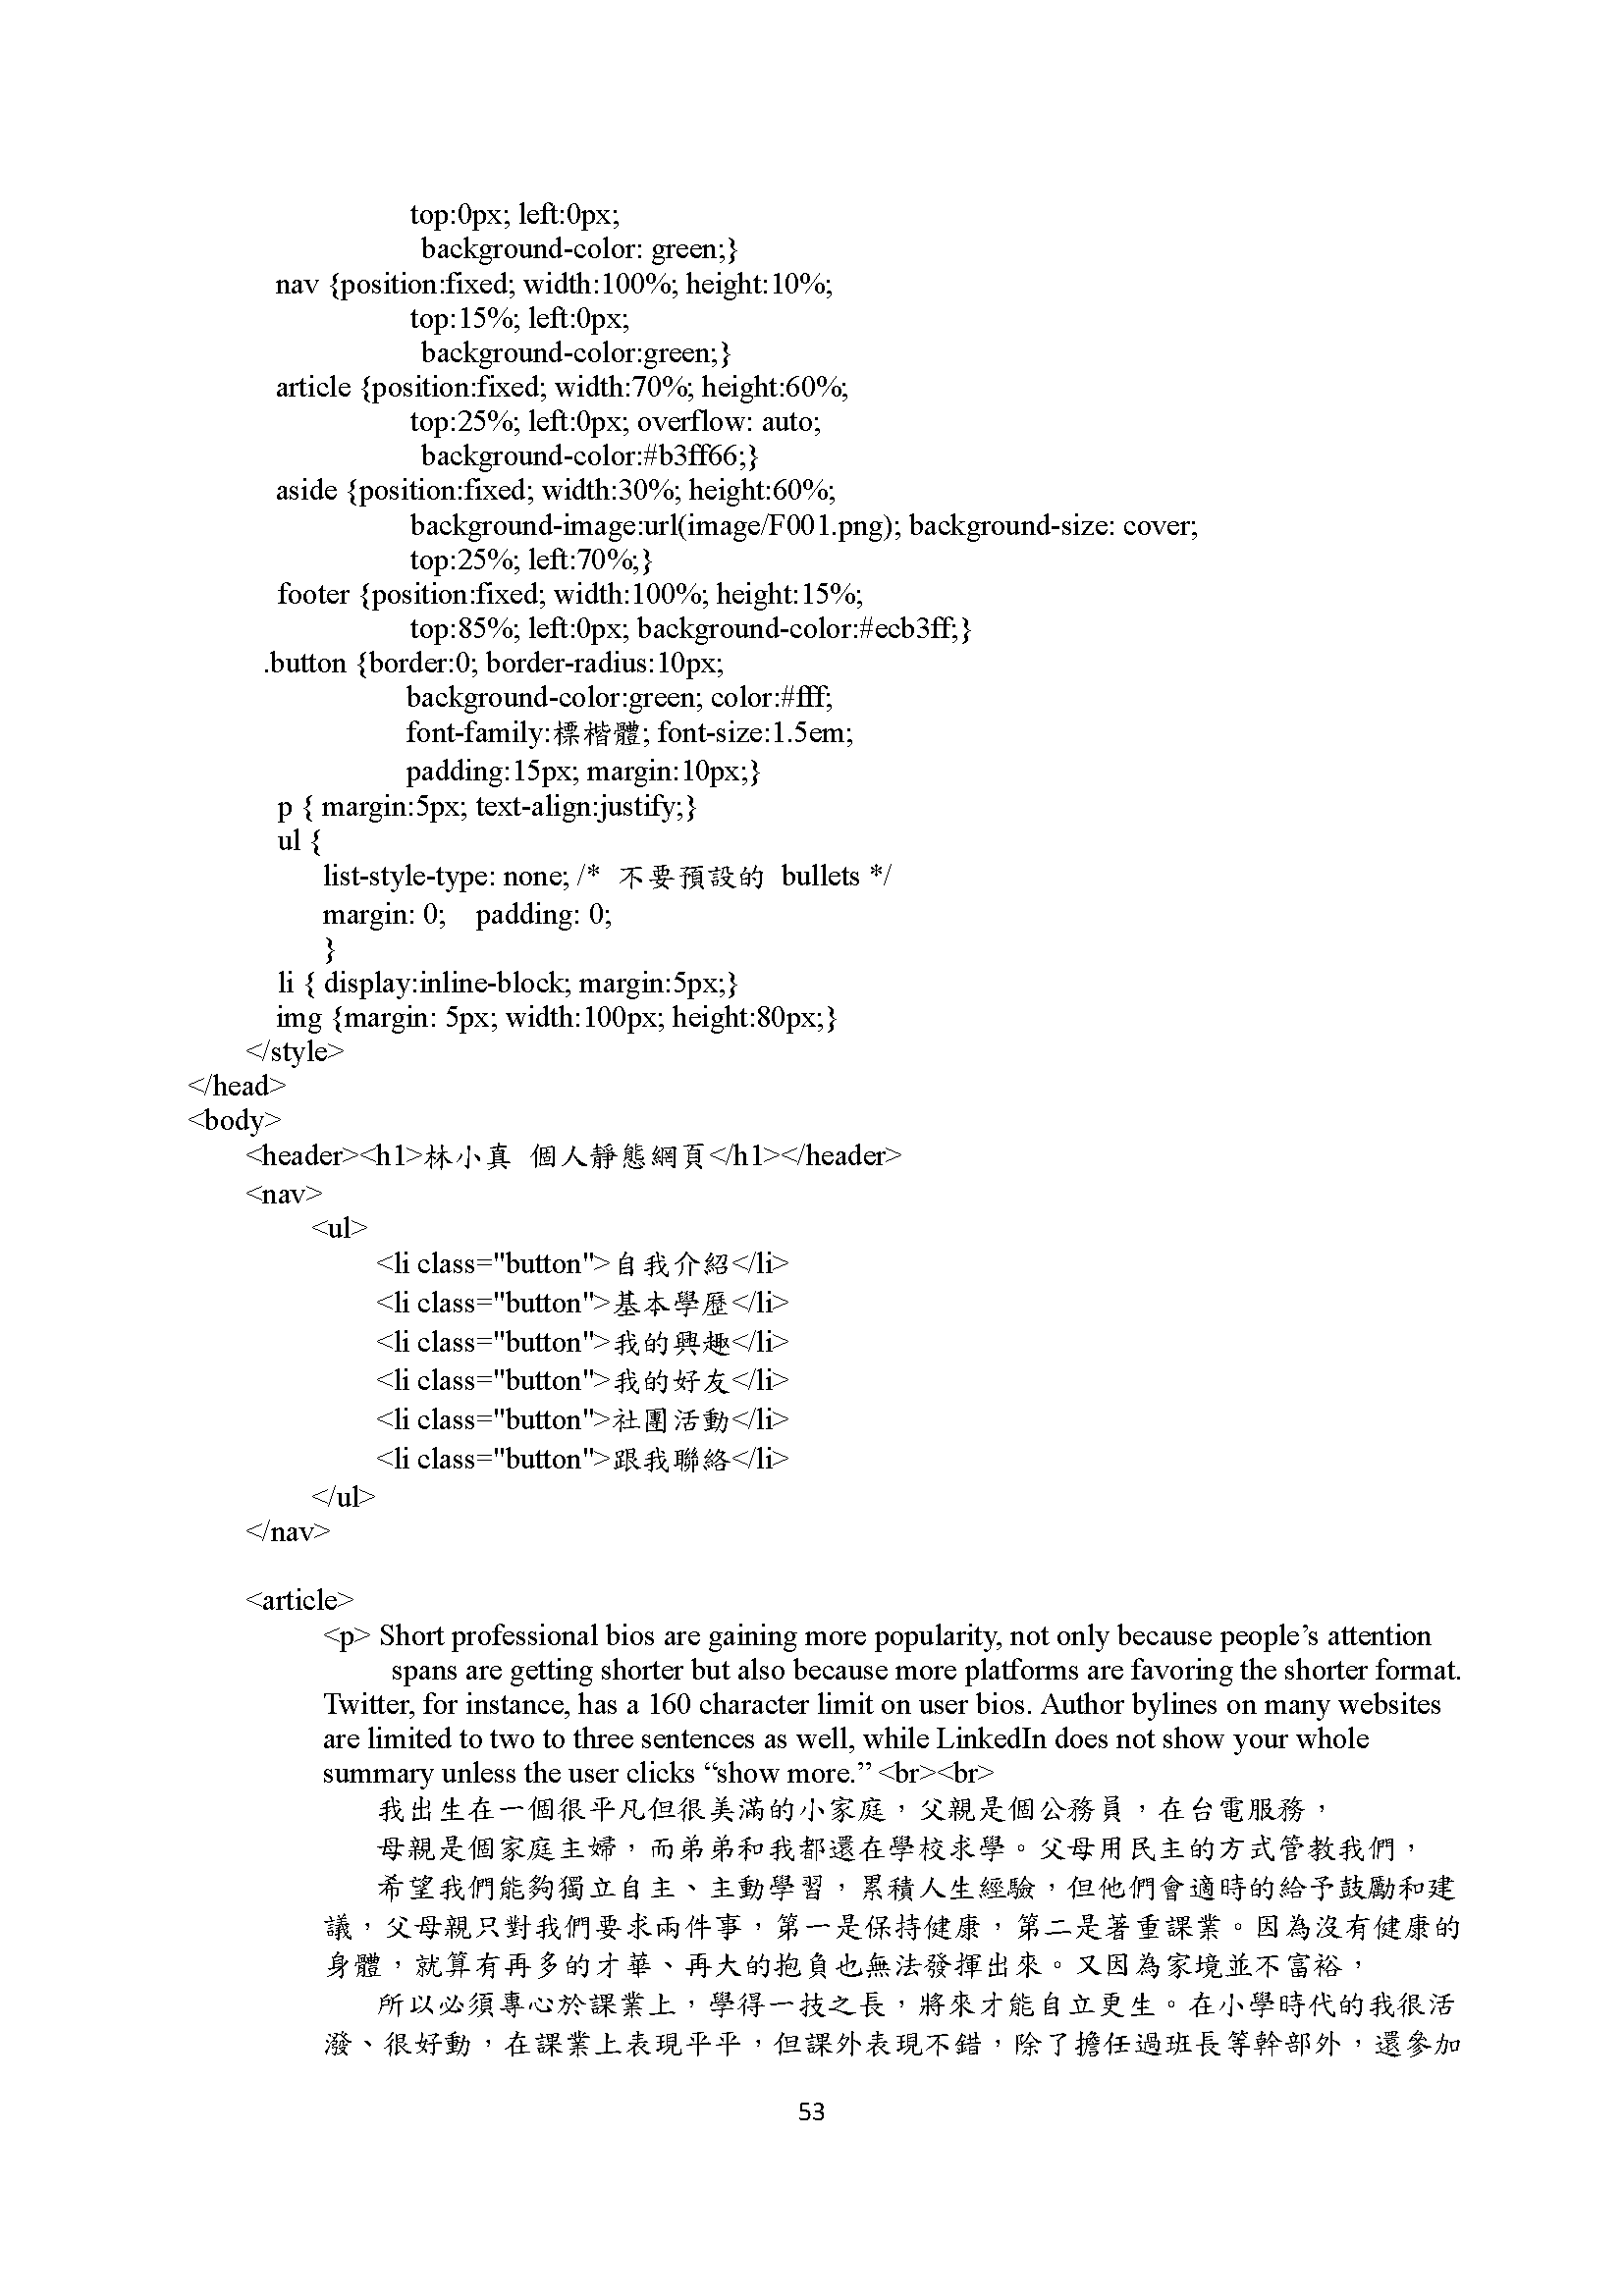 top:0px; left:0px;
background-color: green;}
nav {position:fixed; width:100%; height:10%;
top:15%; left:0px;
background-color:green;}
article {position:fixed; width:70%; height:60%;
top:25%; left:0px; overflow: auto;
background-color:#b3ff66;}
aside {position:fixed; width:30%; height:60%;
background-image:url(image/F001.png); background-size: cover;
top:25%; left:70%;}
footer {position:fixed; width:100%; height:15%;
top:85%; left:0px; background-color:#ecb3ff;}
.button {border:0; border-radius:10px;
background-color:green; color:#fff;
font-family:標楷體; font-size:1.5em;
padding:15px; margin:10px;}
p { margin:5px; text-align:justify;}
ul {
list-style-type: none; /* 不要預設的 bullets */
margin: 0; padding: 0;
}
li { display:inline-block; margin:5px;}
img {margin: 5px; width:100px; height:80px;}
</style>
</head>
<body>
<header><h1>林小真 個人靜態網頁</h1></header>
<nav>
<ul>
<li class="button">自我介紹</li>
<li class="button">基本學歷</li>
<li class="button">我的興趣</li>
<li class="button">我的好友</li>
<li class="button">社團活動</li>
<li class="button">跟我聯絡</li>
</ul>
</nav>
<article>
<p> Short professional bios are gaining more popularity, not only because people’s attention
spans are getting shorter but also because more platforms are favoring the shorter format.
Twitter, for instance, has a 160 character limit on user bios. Author bylines on many websites
are limited to two to three sentences as well, while LinkedIn does not show your whole
summary unless the user clicks “show more.” <br><br>
我出生在一個很平凡但很美滿的小家庭，父親是個公務員，在台電服務，
母親是個家庭主婦，而弟弟和我都還在學校求學。父母用民主的方式管教我們，
希望我們能夠獨立自主、主動學習，累積人生經驗，但他們會適時的給予鼓勵和建
議，父母親只對我們要求兩件事，第一是保持健康，第二是著重課業。因為沒有健康的
身體，就算有再多的才華、再大的抱負也無法發揮出來。又因為家境並不富裕，
所以必須專心於課業上，學得一技之長，將來才能自立更生。在小學時代的我很活
潑、很好動，在課業上表現平平，但課外表現不錯，除了擔任過班長等幹部外，還參加
53